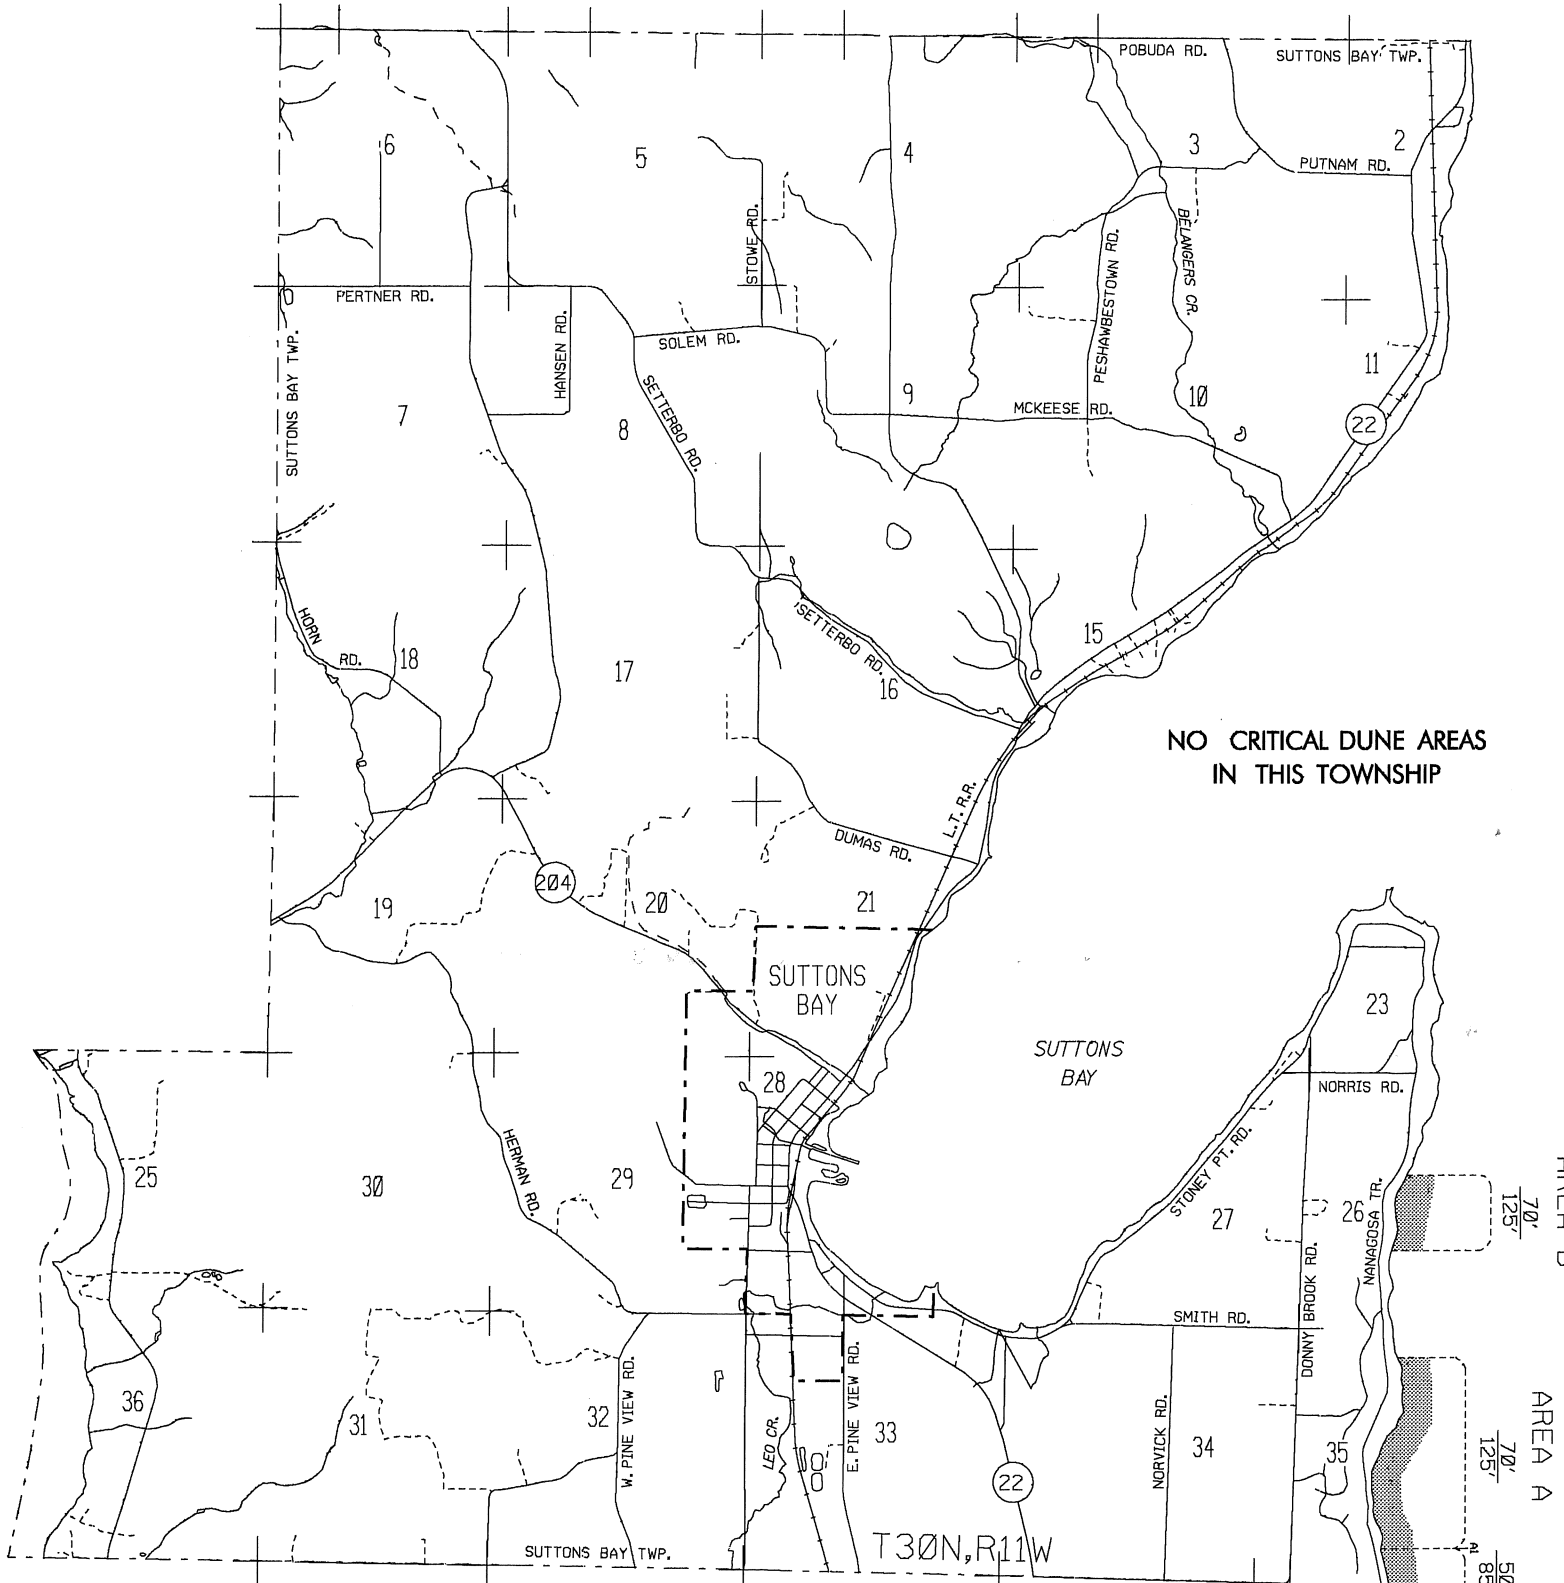 POBUDA RD.
SUTTONS BAY TWP.
6
5
4
3
2
PUTNAM RD.
STOWE RD.
BELANGERS CR.
PESHAWBESTOWN RD.
PERTNER RD.
SUTTONS BAY TWP.
HANSEN RD.
SOLEM RD.
SETTERBO RD.
7
8
9
MCKEESE RD.
10
11
22
HORN
RD.
18
17
SETTERBO RD.
16
15
NO CRITICAL DUNE AREAS
IN THIS TOWNSHIP
L.T. R.R.
DUMAS RD.
204
19
20
21
SUTTONS
BAY
SUTTONS
BAY
23
NORRIS RD.
28
25
30
HERMAN RD.
29
STONEY PT. RD.
27
26
NANAGOSA TR.
70'
125'
DONNY BROOK RD.
SMITH RD.
36
31
32
W. PINE VIEW RD.
LEO CR.
E. PINE VIEW RD.
33
22
NORVICK RD.
34
35
AREA A
70'
125'
SUTTONS BAY TWP.
T30N,R11W